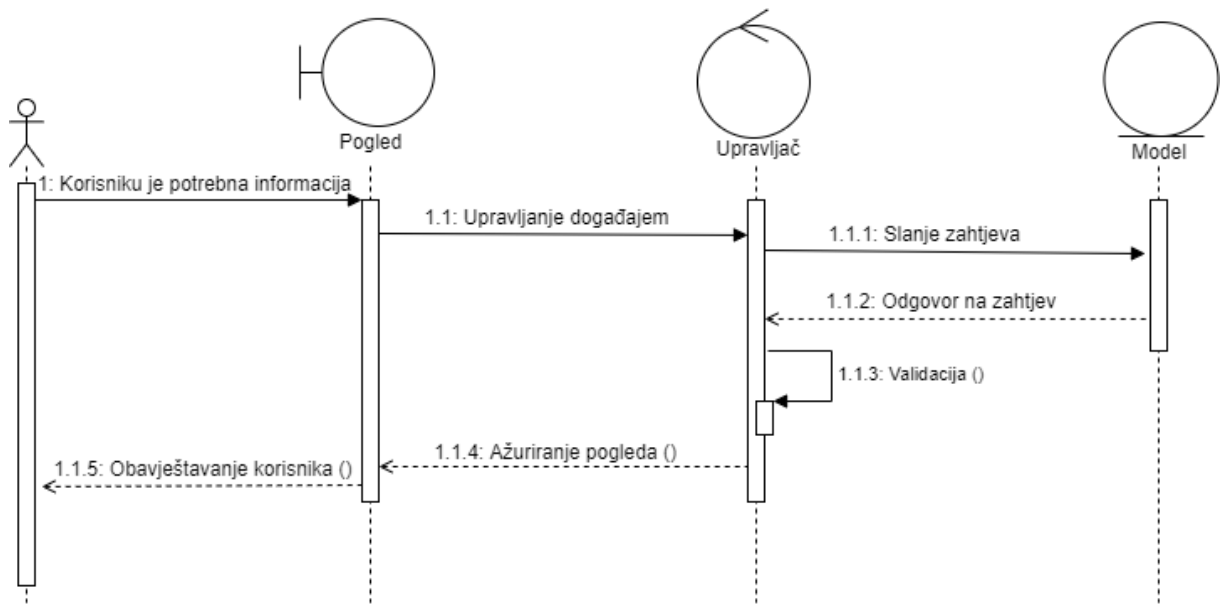 Pogled
Upravljač
Model
1: Korisniku je potrebna informacija
1.1: Upravljanje događajem
1.1.1: Slanje zahtjeva
1.1.2: Odgovor na zahtjev
1.1.3: Validacija ()
1.1.4: Ažuriranje pogleda ()
1.1.5: Obavještavanje korisnika ()